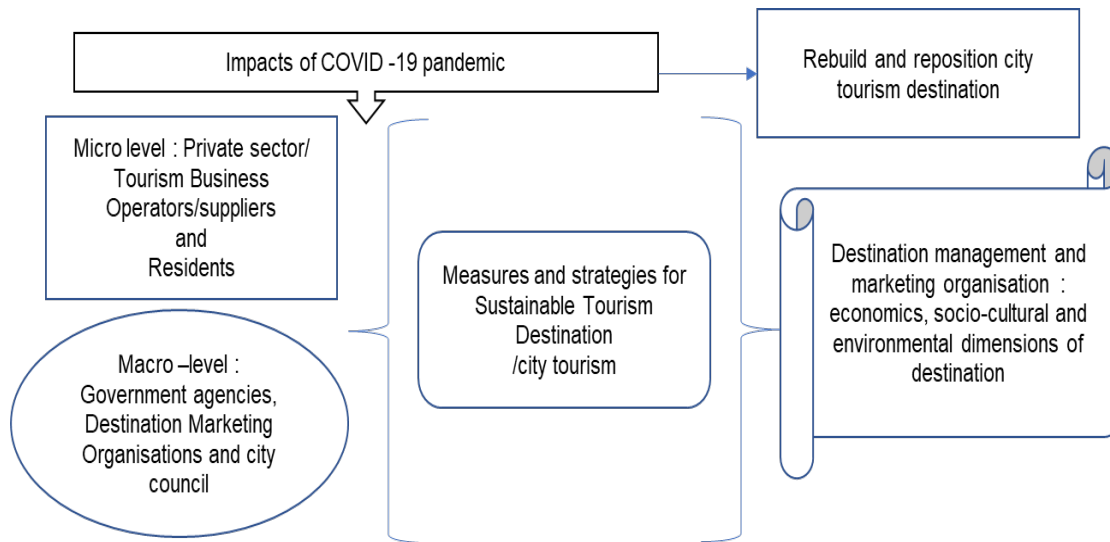 Impacts of COVID -19 pandemic
Rebuild and reposition city
tourism destination
Micro level : Private sector/
Tourism Business
Operators/suppliers
and
Residents
Measures and strategies for
Sustainable Tourism
Destination
/city tourism
Destination management and
marketing organisation :
economics, socio-cultural and
environmental dimensions of
destination
Macro –level :
Government agencies,
Destination Marketing
Organisations and city
council